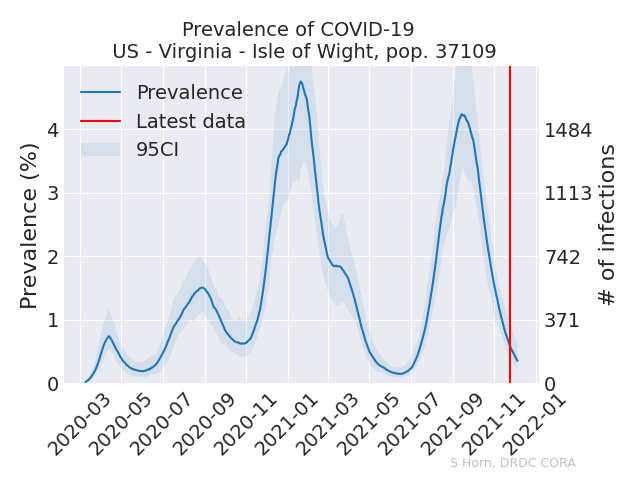 Prevalence of COVID-19
US - Virginia - Isle of Wight, pop. 37109
Prevalence
Latest data
95CI
Prevalence (%)
4
3
2
1
0
1484
1113
742
371
0
# of infections
2020-03
2020-05
2020-07
2020-09
2020-11
2021-01
2021-03
2021-05
2021-07
2021-09
2021-11
2022-01
S Horn, DRDC CORA